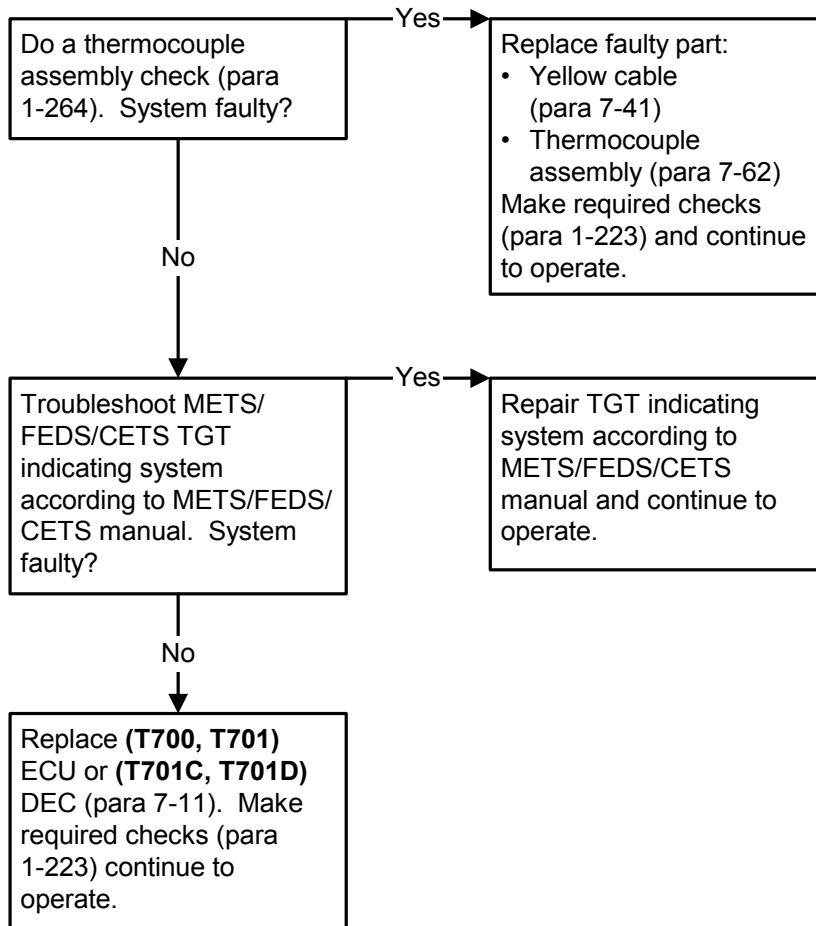 Do a thermocouple
assembly check (para
1-264).  System faulty?
Yes
Replace faulty part:
• Yellow cable
(para 7-41)
• Thermocouple
assembly (para 7-62)
Make required checks
(para 1-223) and continue
to operate.
No
Troubleshoot METS/
FEDS/CETS TGT
indicating system
according to METS/FEDS/
CETS manual.  System
faulty?
Yes
Repair TGT indicating
system according to
METS/FEDS/CETS
manual and continue to
operate.
No
Replace (T700, T701)
ECU or (T701C, T701D)
DEC (para 7-11).  Make
required checks (para
1-223) continue to
operate.